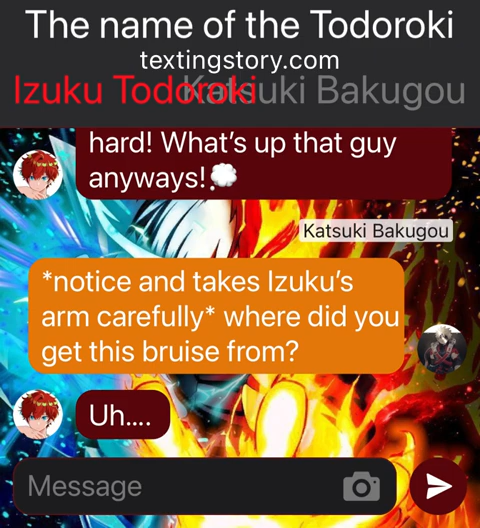 The name of the Todoroki
textingstory.com
Izuku Todoroki Katsuki Bakugou
hard! What's up that guy
anyways!💭
Katsuki Bakugou
*notice and takes Izuku's
arm carefully* where did you
get this bruise from?
Uh....
Message